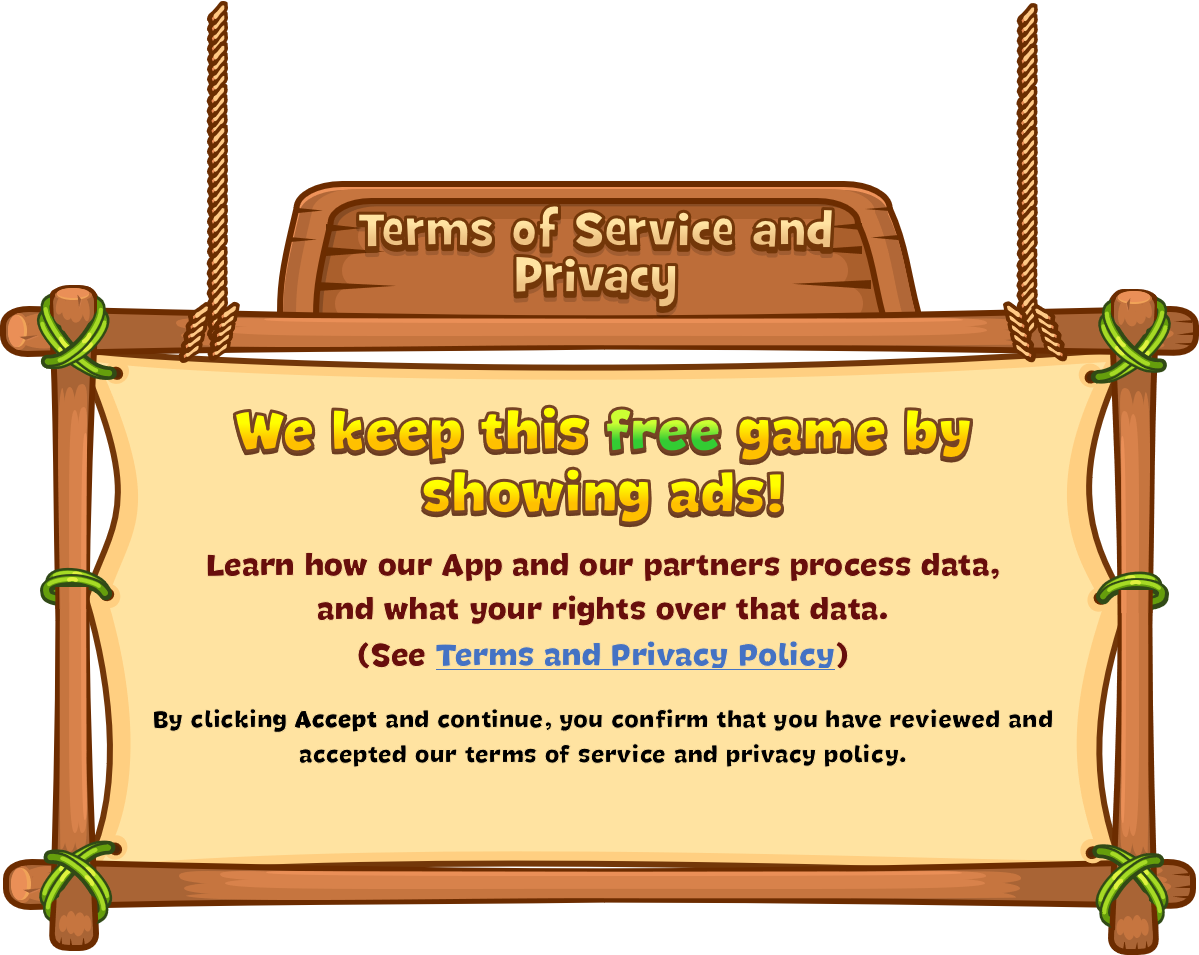 Terms of Service and
Privacy
We keep this free game by
showing ads!
Learn how our App and our partners process data,
and what your rights over that data.
(See Terms and Privacy Policy)
By clicking Accept and continue, you confirm that you have reviewed and
accepted our terms of service and privacy policy.